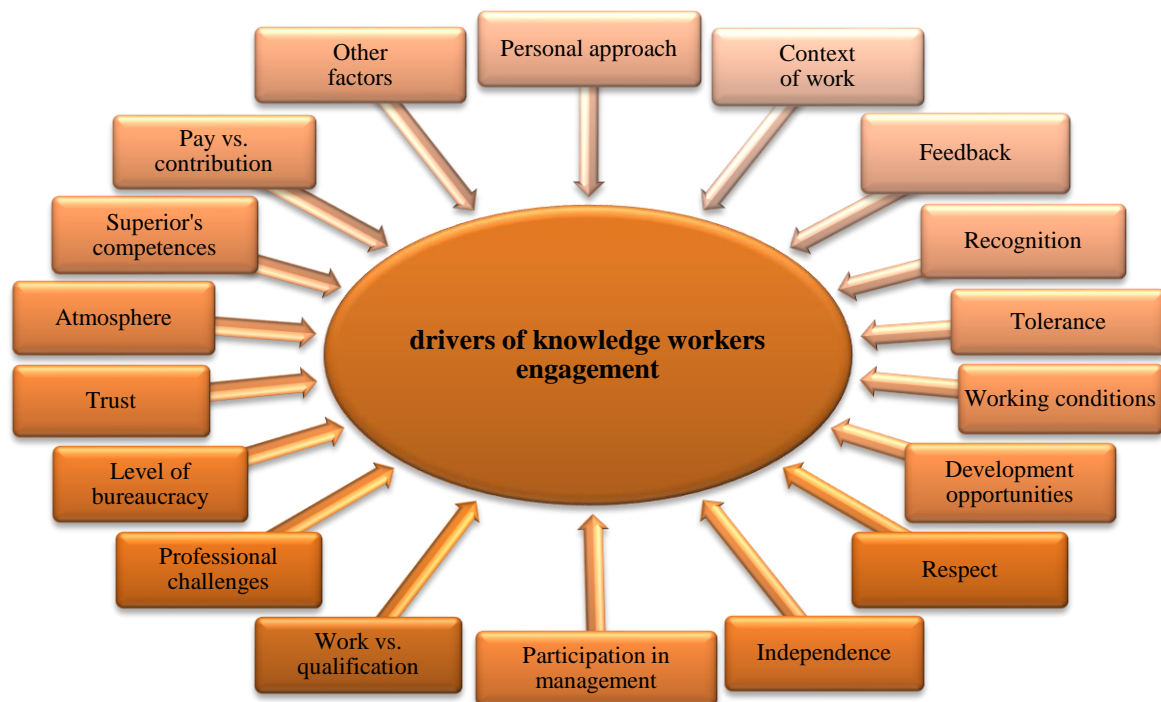 Personal approach
Context
of work
Feedback
Recognition
Tolerance
Working conditions
Development
opportunities
Respect
Independence
Participation in
management
Work vs.
qualification
Professional
challenges
Level of
bureaucracy
Trust
Atmosphere
Superior's
competences
Pay vs.
contribution
Other
factors
drivers of knowledge workers
engagement